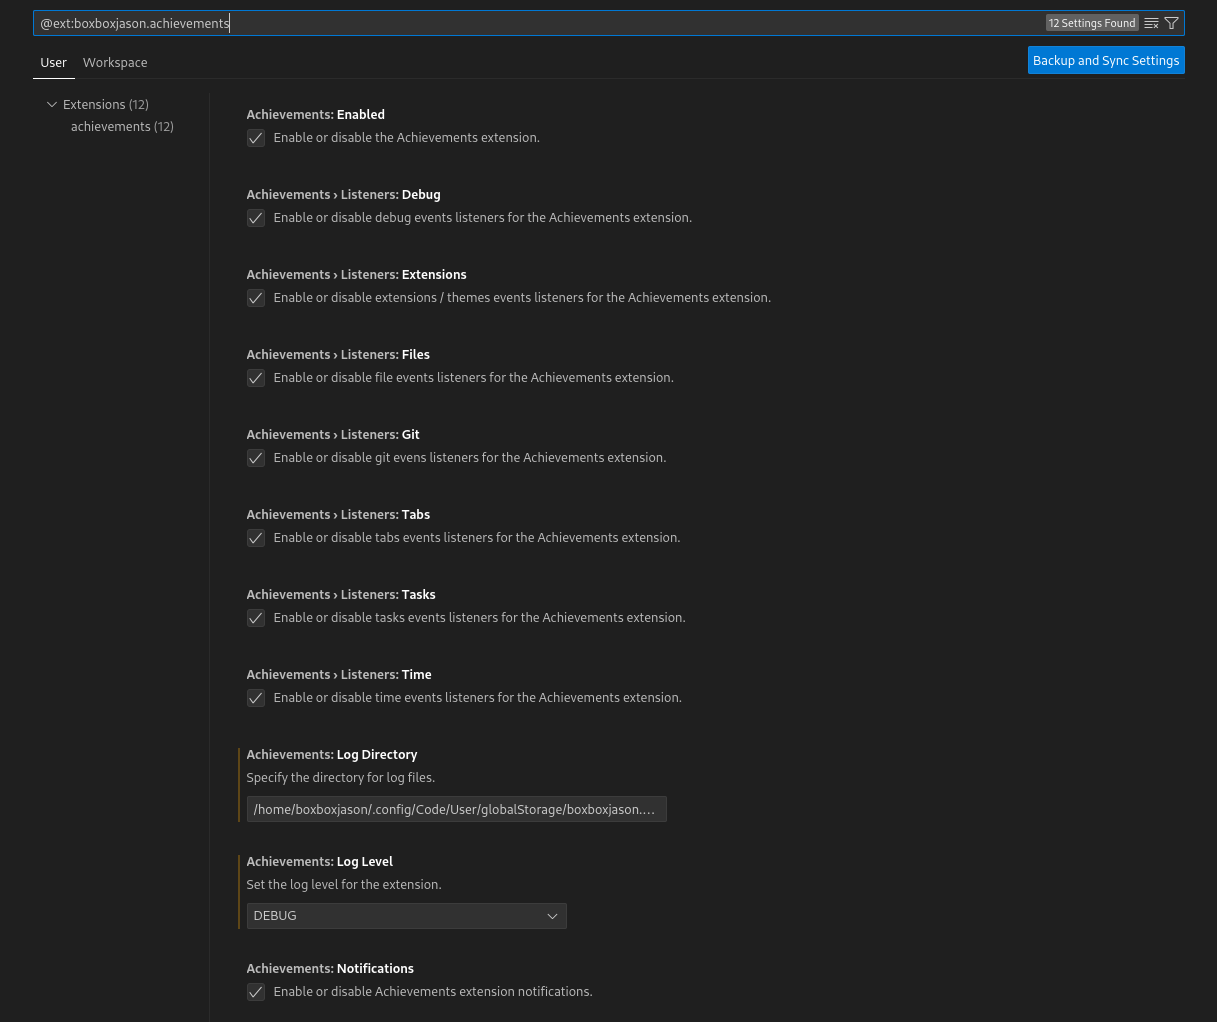 @ext:boxboxjason.achievements
12 Settings Found
User Workspace
Backup and Sync Settings
Extensions (12)
achievements (12)
Achievements: Enabled
Enable or disable the Achievements extension.
Achievements › Listeners: Debug
Enable or disable debug events listeners for the Achievements extension.
Achievements › Listeners: Extensions
Enable or disable extensions / themes events listeners for the Achievements extension.
Achievements › Listeners: Files
Enable or disable file events listeners for the Achievements extension.
Achievements › Listeners: Git
Enable or disable git evens listeners for the Achievements extension.
Achievements › Listeners: Tabs
Enable or disable tabs events listeners for the Achievements extension.
Achievements › Listeners: Tasks
Enable or disable tasks events listeners for the Achievements extension.
Achievements › Listeners: Time
Enable or disable time events listeners for the Achievements extension.
Achievements: Log Directory
Specify the directory for log files.
/home/boxboxjason/.config/Code/User/globalStorage/boxboxjason....
Achievements: Log Level
Set the log level for the extension.
DEBUG
Achievements: Notifications
Enable or disable Achievements extension notifications.